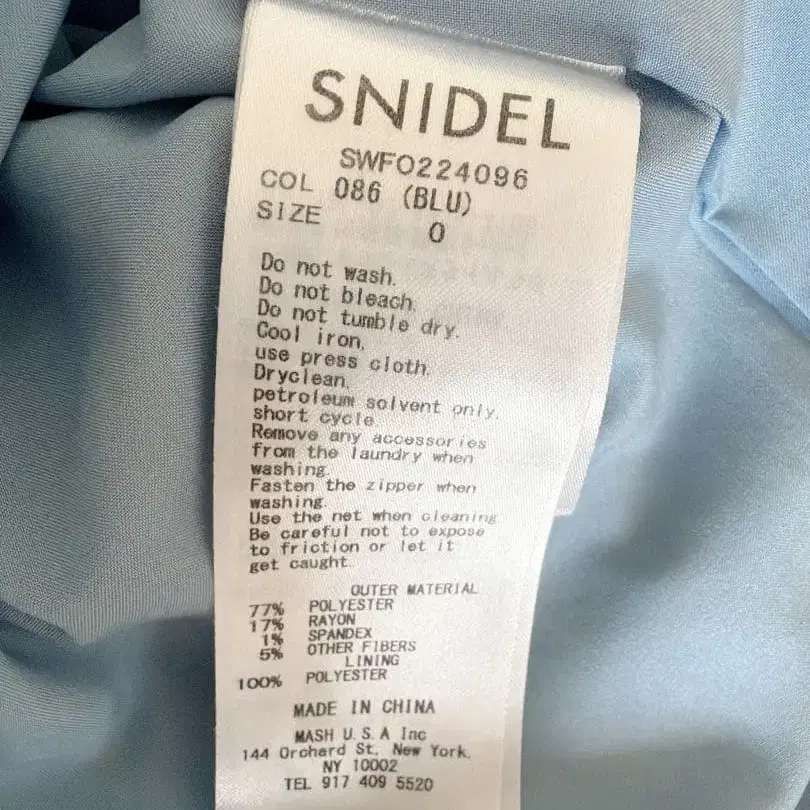 SNIDEL
SWFO224096
COL 086 (BLU)
SIZE 0
Do not wash.
Do not bleach.
Do not tumble dry.
Cool iron.
use press cloth.
Dryclean.
petroleum solvent only.
short cycle.
Remove any accessories
from the laundry when
washing.
Fasten the zipper when
washing.
Use the net when cleaning
Be careful not to expose
to friction or let it
get caught.
OUTER MATERIAL
77% POLYESTER
17% RAYON
1% SPANDEX
5% OTHER FIBERS
LINING
100% POLYESTER
MADE IN CHINA
MASH U.S.A Inc
144 Orchard St. New York.
NY 10002
TEL 917 409 5520